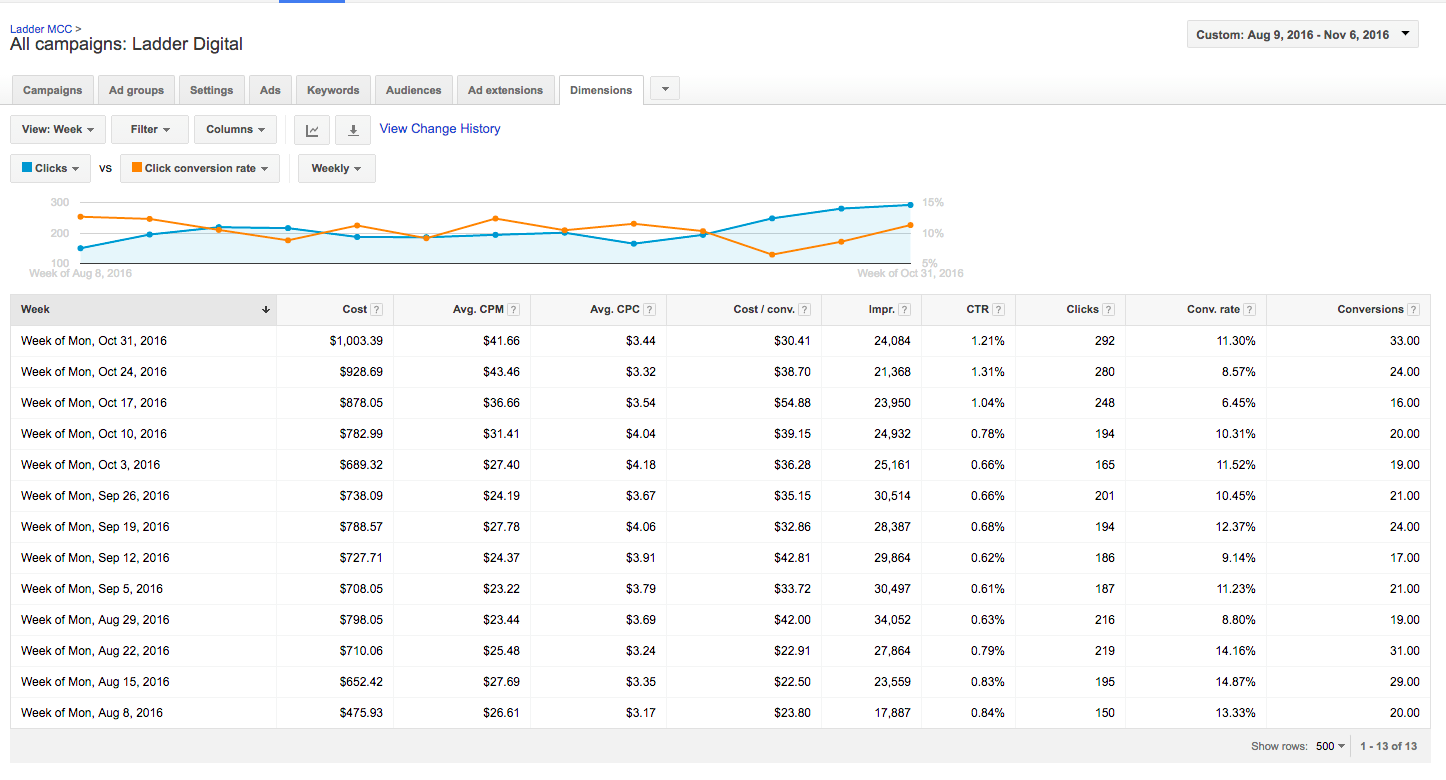 Ladder MCC >
All campaigns: Ladder Digital
Custom: Aug 9, 2016 - Nov 6, 2016
Campaigns Ad groups Settings Ads Keywords Audiences Ad extensions Dimensions
View: Week Filter Columns View Change History
Clicks vs Click conversion rate Weekly
300 15%
200 10%
100 5%
Week of Aug 8, 2016 Week of Oct 31, 2016
Week Cost ? Avg. CPM ? Avg. CPC ? Cost / conv. ? Impr. ? CTR ? Clicks ? Conv. rate ? Conversions ?
Week of Mon, Oct 31, 2016 $1,003.39 $41.66 $3.44 $30.41 24,084 1.21% 292 11.30% 33.00
Week of Mon, Oct 24, 2016 $928.69 $43.46 $3.32 $38.70 21,368 1.31% 280 8.57% 24.00
Week of Mon, Oct 17, 2016 $878.05 $36.66 $3.54 $54.88 23,950 1.04% 248 6.45% 16.00
Week of Mon, Oct 10, 2016 $782.99 $31.41 $4.04 $39.15 24,932 0.78% 194 10.31% 20.00
Week of Mon, Oct 3, 2016 $689.32 $27.40 $4.18 $36.28 25,161 0.66% 165 11.52% 19.00
Week of Mon, Sep 26, 2016 $738.09 $24.19 $3.67 $35.15 30,514 0.66% 201 10.45% 21.00
Week of Mon, Sep 19, 2016 $788.57 $27.78 $4.06 $32.86 28,387 0.68% 194 12.37% 24.00
Week of Mon, Sep 12, 2016 $727.71 $24.37 $3.91 $42.81 29,864 0.62% 186 9.14% 17.00
Week of Mon, Sep 5, 2016 $708.05 $23.22 $3.79 $33.72 30,497 0.61% 187 11.23% 21.00
Week of Mon, Aug 29, 2016 $798.05 $23.44 $3.69 $42.00 34,052 0.63% 216 8.80% 19.00
Week of Mon, Aug 22, 2016 $710.06 $25.48 $3.24 $22.91 27,864 0.79% 219 14.16% 31.00
Week of Mon, Aug 15, 2016 $652.42 $27.69 $3.35 $22.50 23,559 0.83% 195 14.87% 29.00
Week of Mon, Aug 8, 2016 $475.93 $26.61 $3.17 $23.80 17,887 0.84% 150 13.33% 20.00
Show rows: 500 1 - 13 of 13